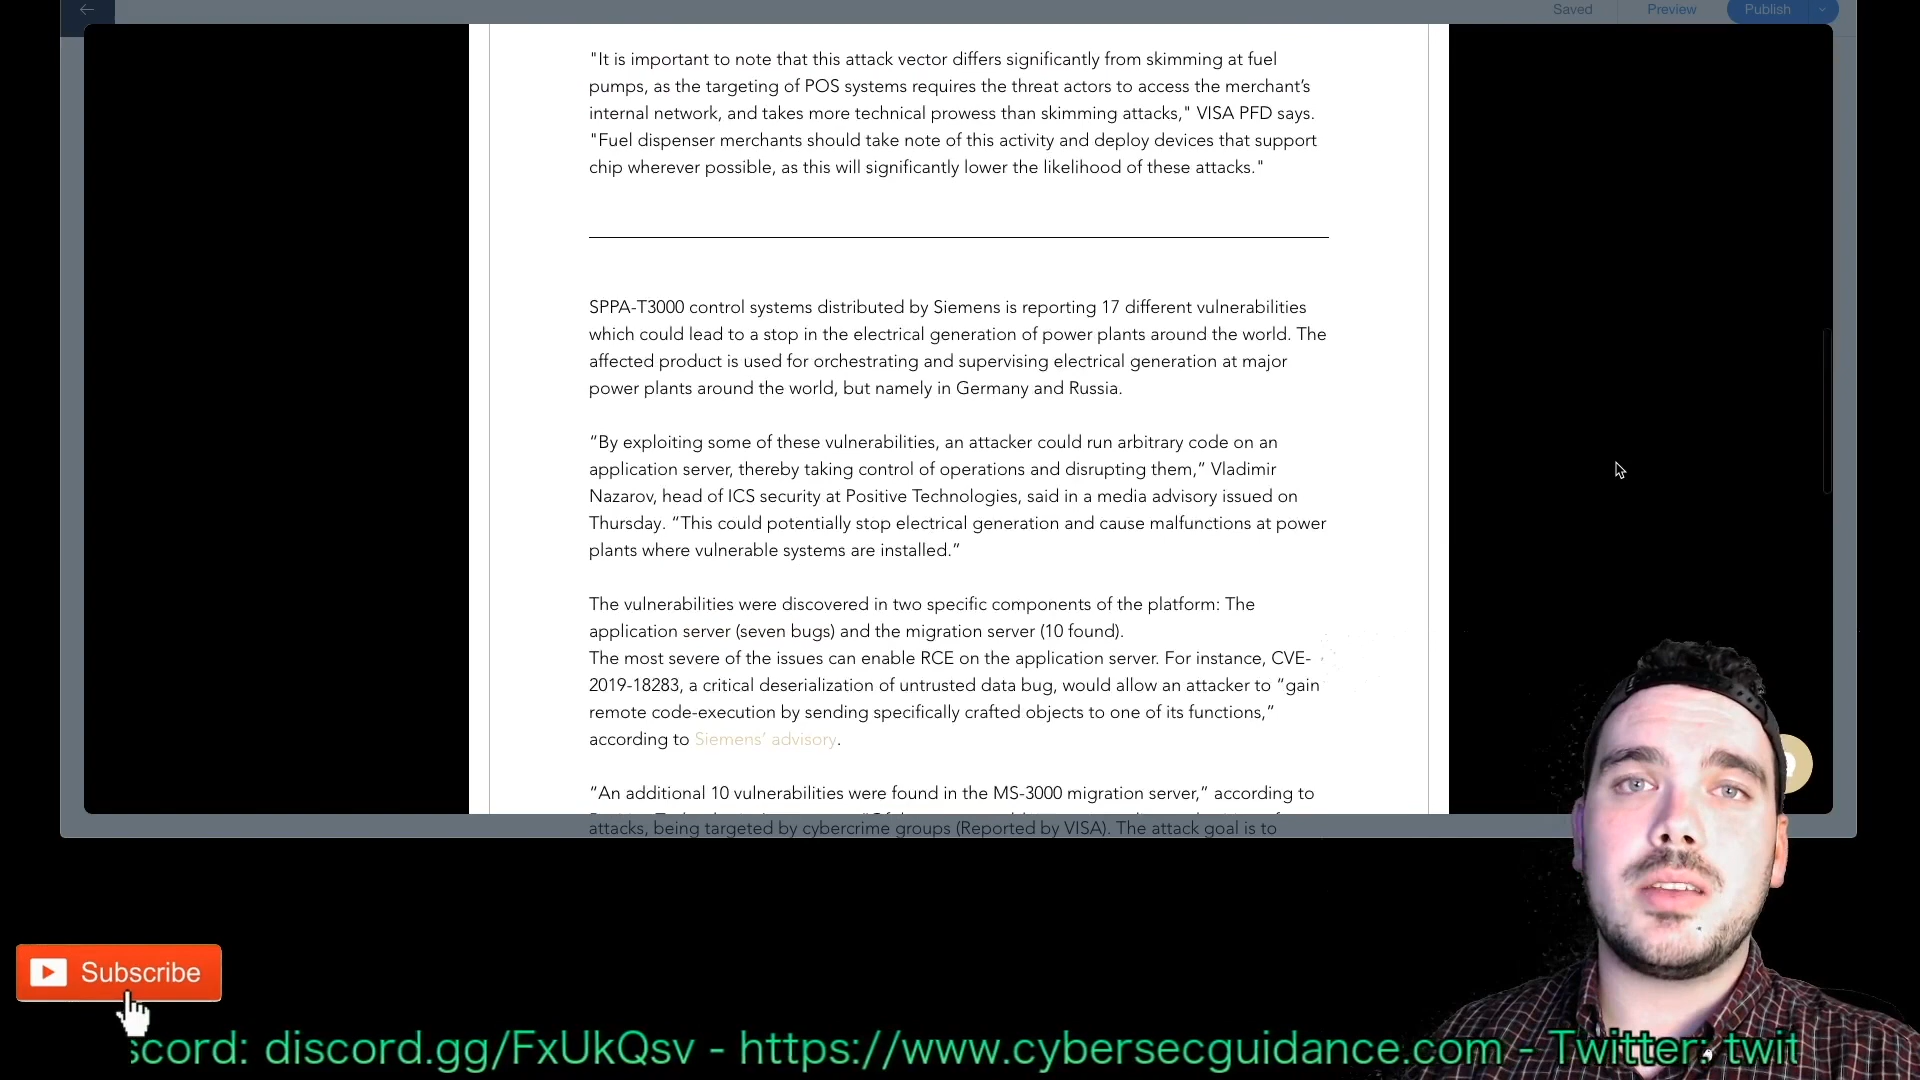 Saved
Preview
Publish
"It is important to note that this attack vector differs significantly from skimming at fuel
pumps, as the targeting of POS systems requires the threat actors to access the merchant’s
internal network, and takes more technical prowess than skimming attacks," VISA PFD says.
"Fuel dispenser merchants should take note of this activity and deploy devices that support
chip wherever possible, as this will significantly lower the likelihood of these attacks."
SPPA-T3000 control systems distributed by Siemens is reporting 17 different vulnerabilities
which could lead to a stop in the electrical generation of power plants around the world. The
affected product is used for orchestrating and supervising electrical generation at major
power plants around the world, but namely in Germany and Russia.
“By exploiting some of these vulnerabilities, an attacker could run arbitrary code on an
application server, thereby taking control of operations and disrupting them,” Vladimir
Nazarov, head of ICS security at Positive Technologies, said in a media advisory issued on
Thursday. “This could potentially stop electrical generation and cause malfunctions at power
plants where vulnerable systems are installed.”
The vulnerabilities were discovered in two specific components of the platform: The
application server (seven bugs) and the migration server (10 found).
The most severe of the issues can enable RCE on the application server. For instance, CVE-
2019-18283, a critical deserialization of untrusted data bug, would allow an attacker to “gain
remote code-execution by sending specifically crafted objects to one of its functions,”
according to Siemens’ advisory.
“An additional 10 vulnerabilities were found in the MS-3000 migration server,” according to
attacks, being targeted by cybercrime groups (Reported by VISA). The attack goal is to
Subscribe
scord: discord.gg/FxUkQsv - https://www.cybersecguidance.com - Twitter: twit